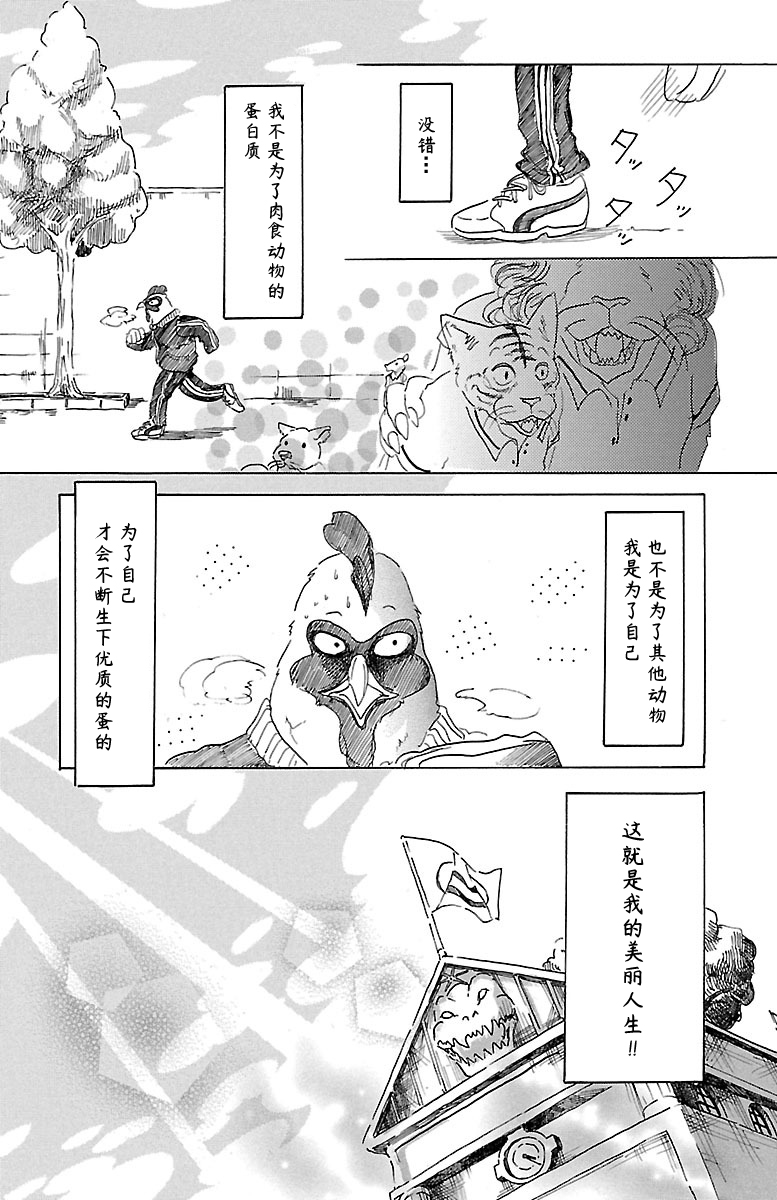 没错…
タッ
タッ
タッ
我不是为了肉食动物的
蛋白质
也不是为了其他动物
我是为了自己
为了自己
才会不断生下优质的蛋的
这就是我的美丽人生!!